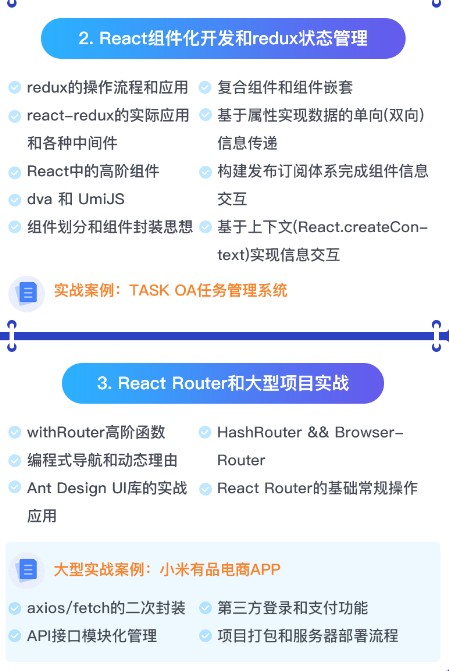 2. React组件化开发和redux状态管理
redux的操作流程和应用
react-redux的实际应用
和各种中间件
React中的高阶组件
dva 和 UmiJS
组件划分和组件封装思想
复合组件和组件嵌套
基于属性实现数据的单向(双向)
信息传递
构建发布订阅体系完成组件信息
交互
基于上下文(React.createCon-
text)实现信息交互
实战案例：TASK OA任务管理系统
3. React Router和大型项目实战
withRouter高阶函数
编程式导航和动态理由
Ant Design UI库的实战
应用
HashRouter && Browser-
Router
React Router的基础常规操作
大型实战案例：小米有品电商APP
axios/fetch的二次封装
API接口模块化管理
第三方登录和支付功能
项目打包和服务器部署流程